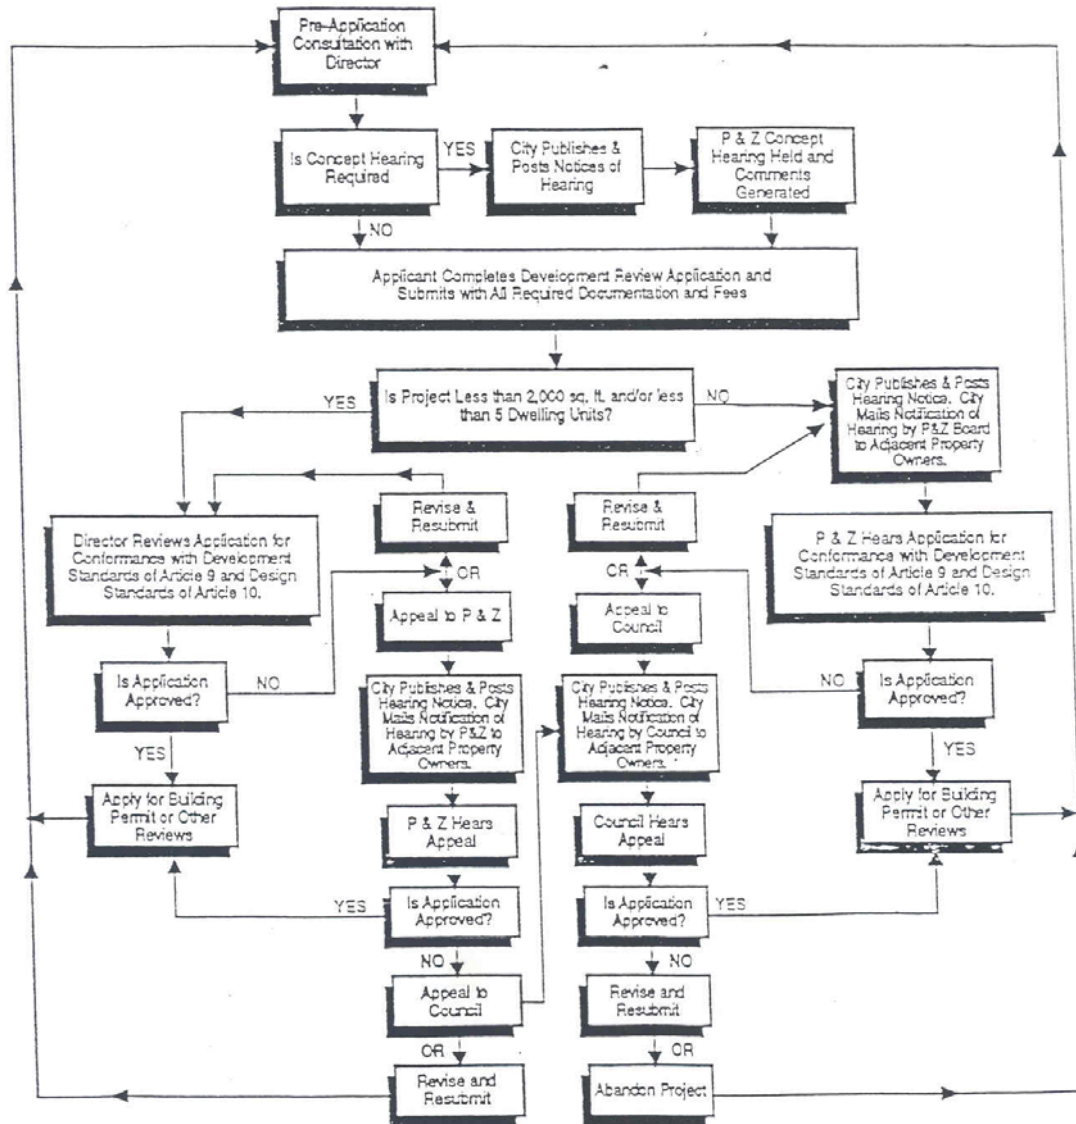 Pre-Application
Consultation with
Director
Is Concept Hearing
Required
YES
City Publishes &
Posts Notices of
Hearing
P & Z Concept
Hearing Held and
Comments
Generated
NO
Applicant Completes Development Review Application and
Submits with All Required Documentation and Fees
Is Project Less than 2,000 sq. ft. and/or less
than 5 Dwelling Units?
YES
NO
City Publishes & Posts
Hearing Notice. City
Mails Notification of
Hearing by P&Z Board
to Adjacent Property
Owners.
Director Reviews Application for
Conformance with Development
Standards of Article 9 and Design
Standards of Article 10.
Revise &
Resubmit
OR
Appeal to P & Z
Revise &
Resubmit
OR
Appeal to
Council
P & Z Hears Application for
Conformance with Development
Standards of Article 9 and Design
Standards of Article 10.
Is Application
Approved?
NO
YES
City Publishes & Posts
Hearing Notice. City
Mails Notification of
Hearing by P&Z to
Adjacent Property
Owners.
City Publishes & Posts
Hearing Notice. City
Mails Notification of
Hearing by Council to
Adjacent Property
Owners.
NO
Is Application
Approved?
YES
Apply for Building
Permit or Other
Reviews
P & Z Hears
Appeal
Council Hears
Appeal
Apply for Building
Permit or Other
Reviews
YES
Is Application
Approved?
NO
Is Application
Approved?
YES
NO
Appeal to
Council
OR
Revise and
Resubmit
Revise and
Resubmit
OR
Abandon Project